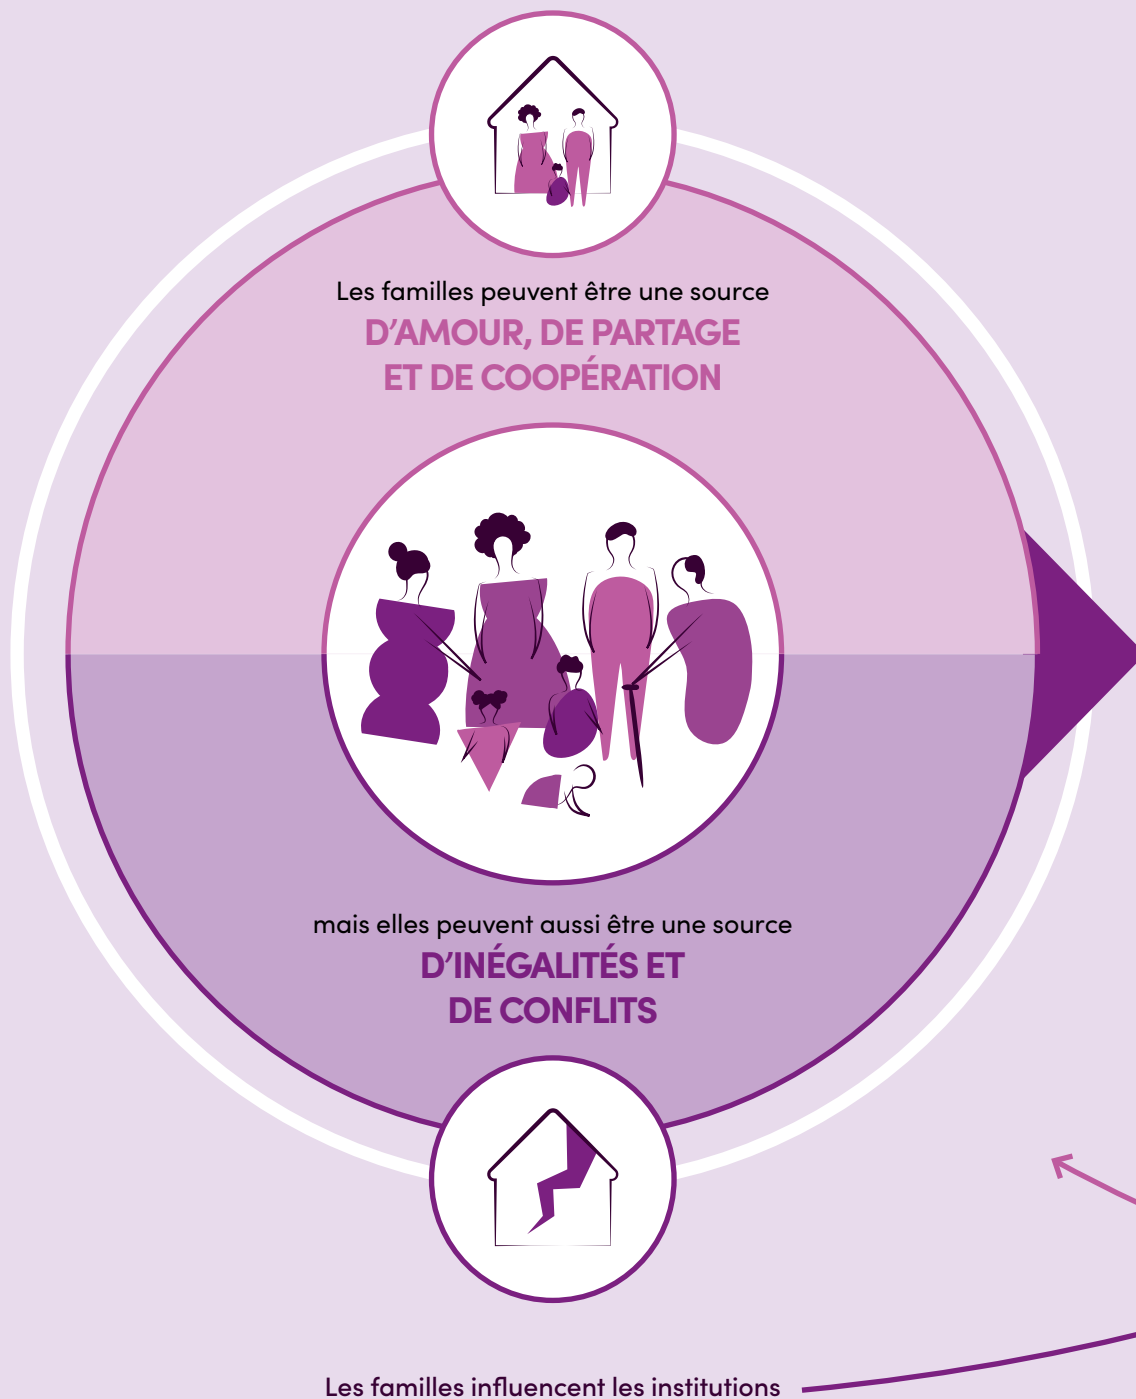 Les familles peuvent être une source
D’AMOUR, DE PARTAGE
ET DE COOPÉRATION
mais elles peuvent aussi être une source
D’INÉGALITÉS ET
DE CONFLITS
Les familles influencent les institutions